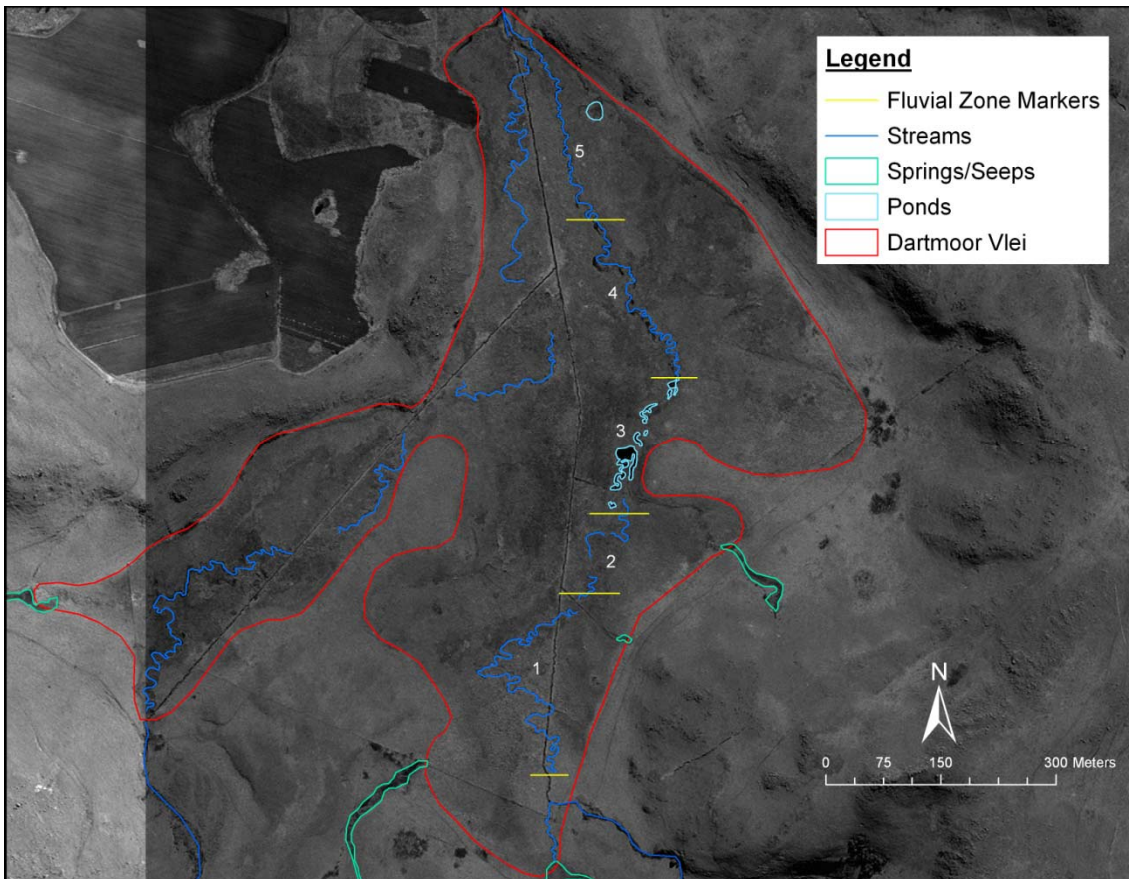 Legend
Fluvial Zone Markers
Streams
Springs/Seeps
Ponds
Dartmoor Vlei
5
4
3
2
1
N
0 75 150 300 Meters